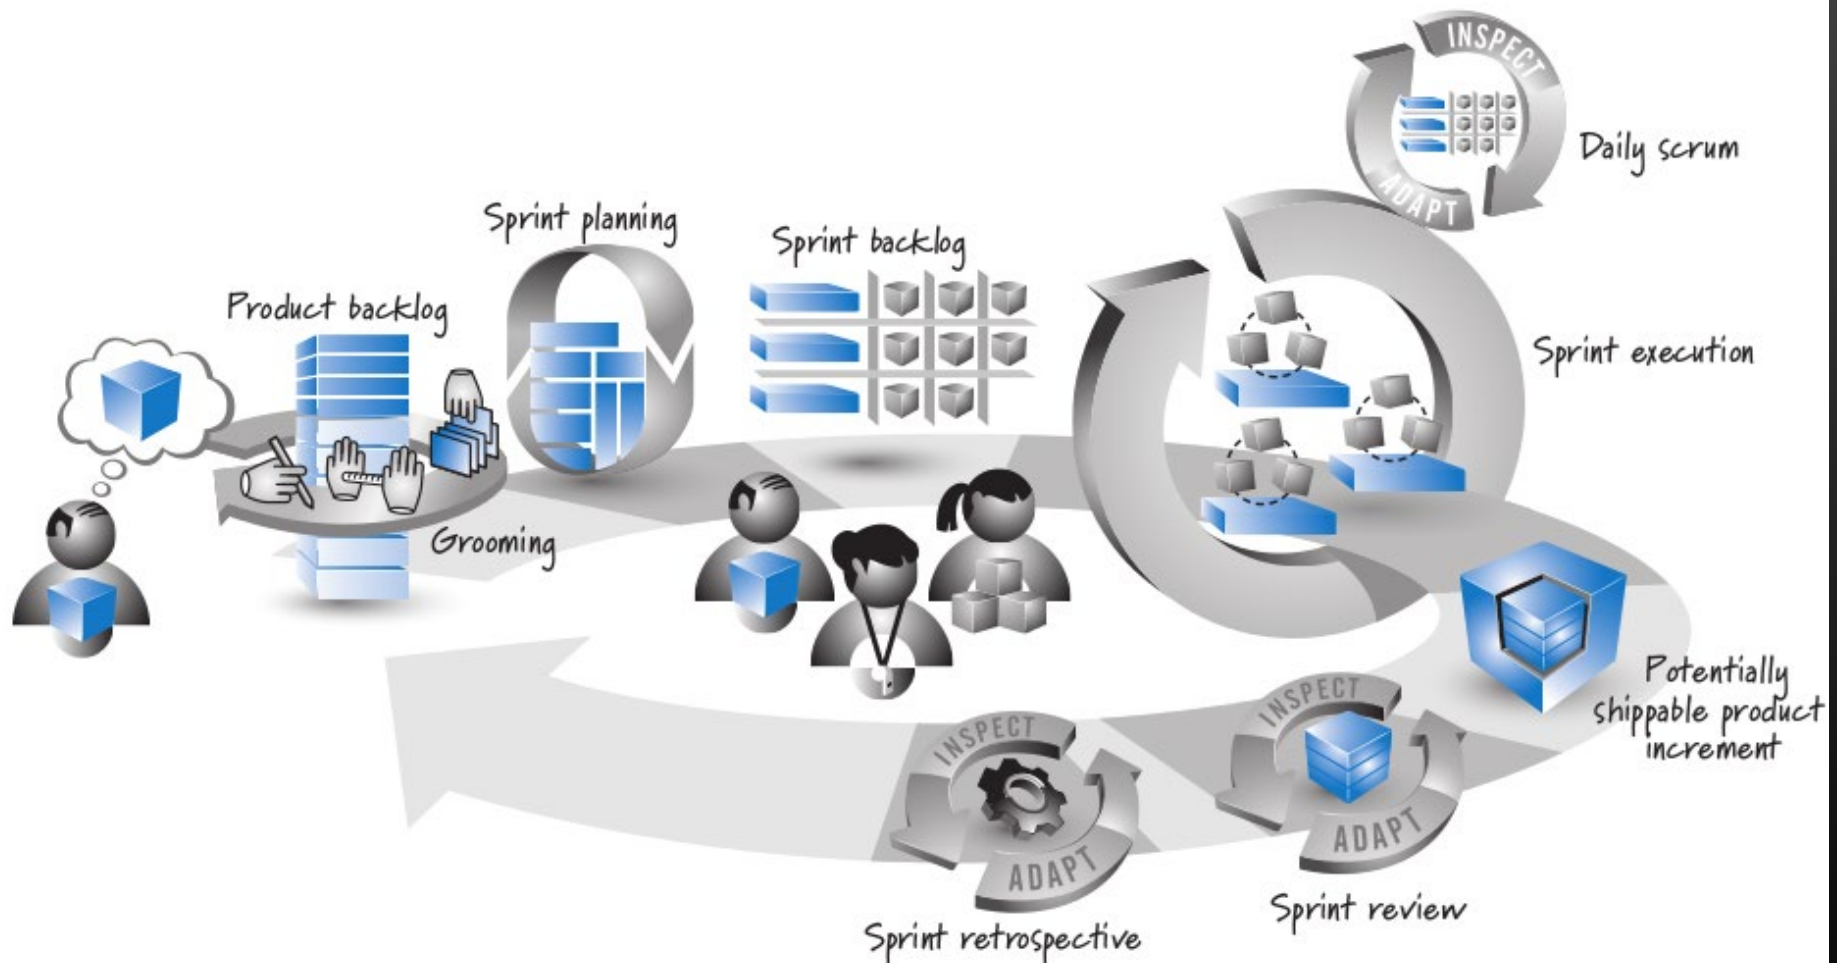 INSPECT
ADAPT
Daily scrum
Sprint planning
Sprint backlog
Product backlog
Sprint execution
Grooming
Potentially
shippable product
increment
INSPECT
ADAPT
Sprint review
INSPECT
ADAPT
Sprint retrospective